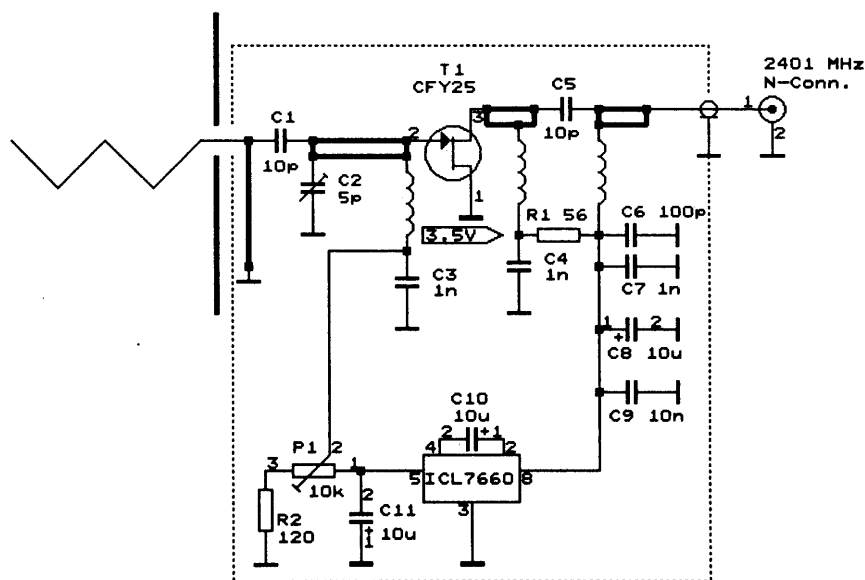 2401 MHz
N-Conn.
T1
CFY25
C5
10p
3
1
2
C1
10p
2
C2
5p
1
R1 56
3.5V
C6 100p
C3
1n
C4
1n
C7 1n
1
2
+
C8 10u
C10
10u
2
+
1
C9 10n
P1
2
4
2
3
1
5
ICL7660
8
10k
2
3
R2
120
C11
10u
+
1